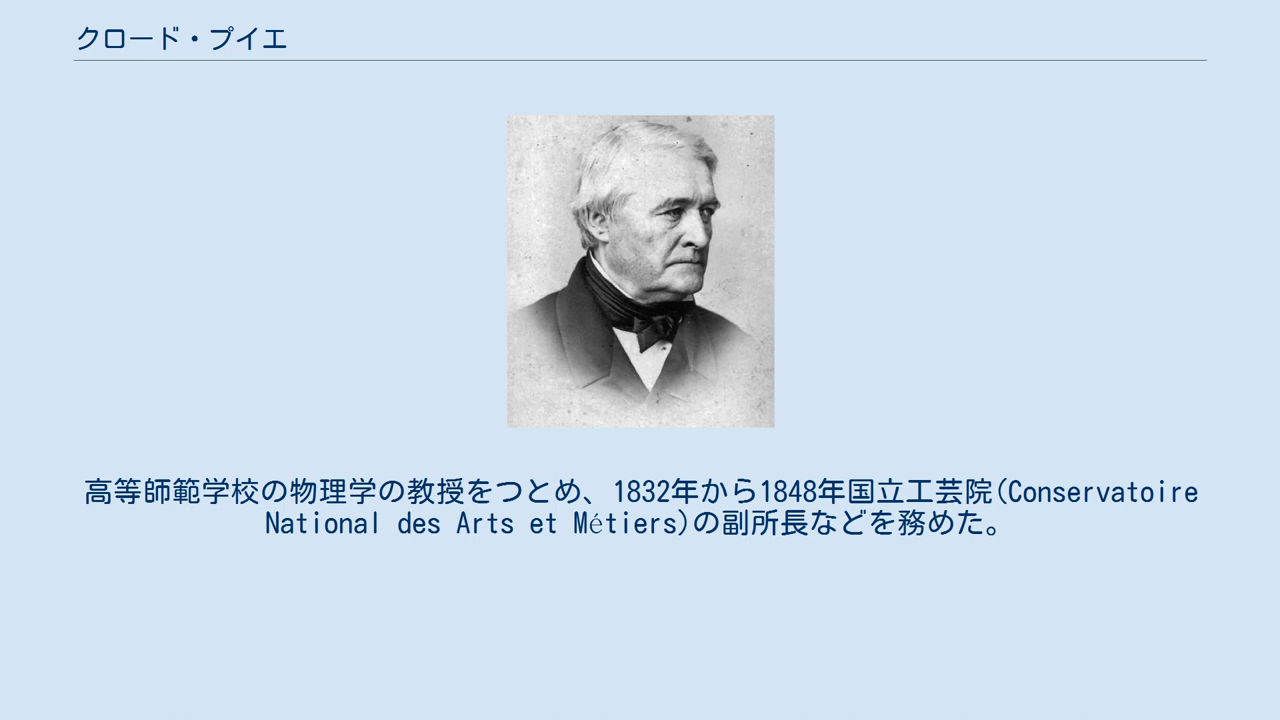 クロード・プイエ
高等師範学校の物理学の教授をつとめ、1832年から1848年国立工芸院(Conservatoire
National des Arts et Métiers)の副所長などを務めた。